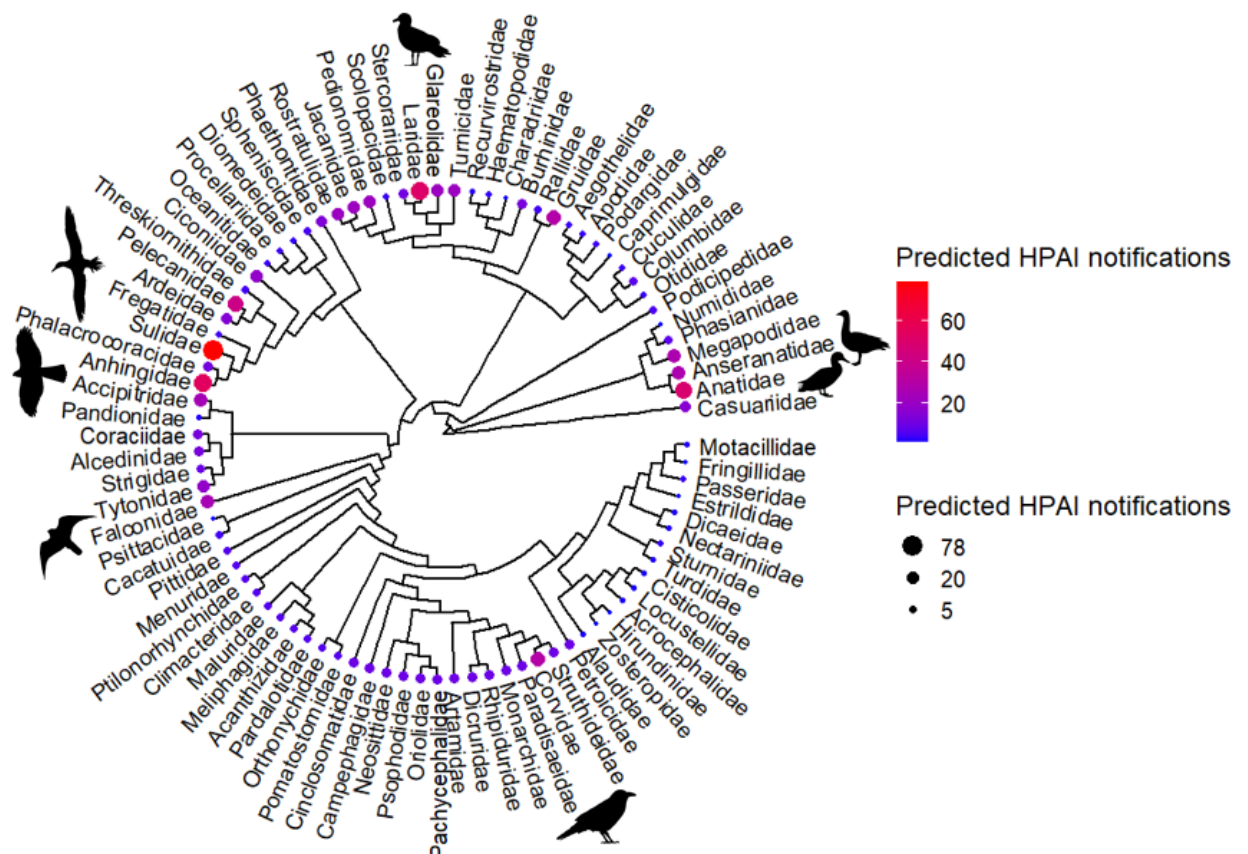 Casuariidae
Anatidae
Anseranatidae
Megapodidae
Phasianidae
Numididae
Podicipedidae
Otididae
Columbidae
Cuculidae
Caprimulgidae
Podargidae
Apodidae
Aegothelidae
Gruidae
Rallidae
Burhinidae
Charadriidae
Haematopodidae
Recurvirostridae
Turnicidae
Glareolidae
Laridae
Stercorariidae
Scolopacidae
Pedionomidae
Jacanidae
Rostratulidae
Phaethontidae
Spheniscidae
Diomedeidae
Procellariidae
Oceanitidae
Ciconiidae
Threskiornithidae
Pelecanidae
Ardeidae
Fregatidae
Sulidae
Phalacrocoracidae
Anhingidae
Accipitridae
Pandionidae
Coraciidae
Alcedinidae
Strigidae
Tytonidae
Falconidae
Psittacidae
Cacatuidae
Pittidae
Menuridae
Ptilonorhynchidae
Climacteridae
Maluridae
Meliphagidae
Acanthizidae
Pardalotidae
Orthonychidae
Pomatostomidae
Cinclosomatidae
Campephagidae
Neosittidae
Psophodidae
Oriolidae
Pachycephalidae
Artamidae
Dicruridae
Rhipiduridae
Monarchidae
Paradisaeidae
Corvidae
Struthideidae
Petroicidae
Alaudidae
Zosteropidae
Hirundinidae
Acrocephalidae
Locustellidae
Cisticolidae
Turdidae
Sturnidae
Nectariniidae
Dicaeidae
Estrildidae
Passeridae
Fringillidae
Motacillidae
Predicted HPAI notifications
60
40
20
Predicted HPAI notifications
78
20
5